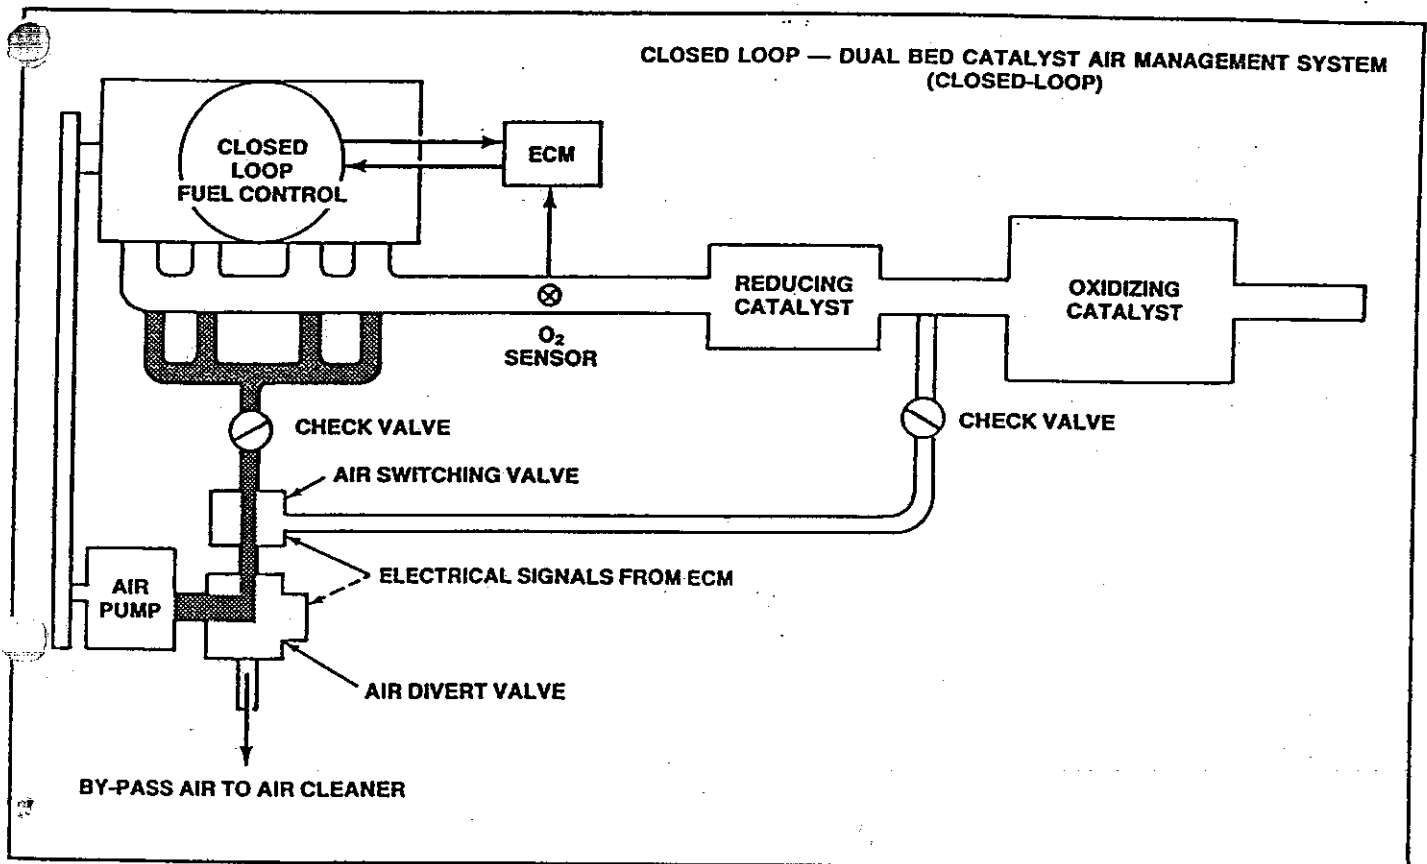 CLOSED LOOP — DUAL BED CATALYST AIR MANAGEMENT SYSTEM
(CLOSED-LOOP)
CLOSED
LOOP
FUEL CONTROL
ECM
REDUCING
CATALYST
OXIDIZING
CATALYST
O₂
SENSOR
CHECK VALVE
CHECK VALVE
AIR SWITCHING VALVE
ELECTRICAL SIGNALS FROM ECM
AIR
PUMP
AIR DIVERT VALVE
BY-PASS AIR TO AIR CLEANER